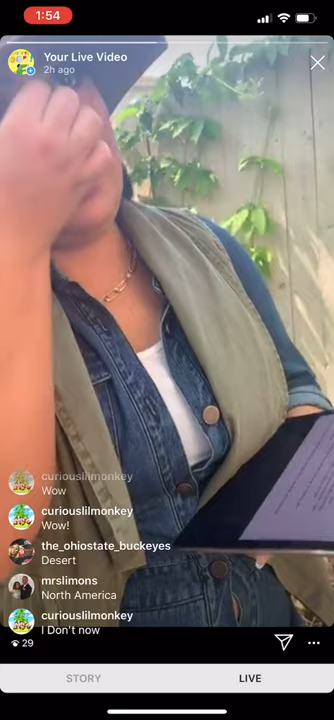 1:54
Your Live Video
2h ago
curiouslilmonkey
Wow
curiouslilmonkey
Wow!
the_ohiostate_buckeyes
Desert
mrslimons
North America
curiouslilmonkey
I Don't now
29
STORY
LIVE